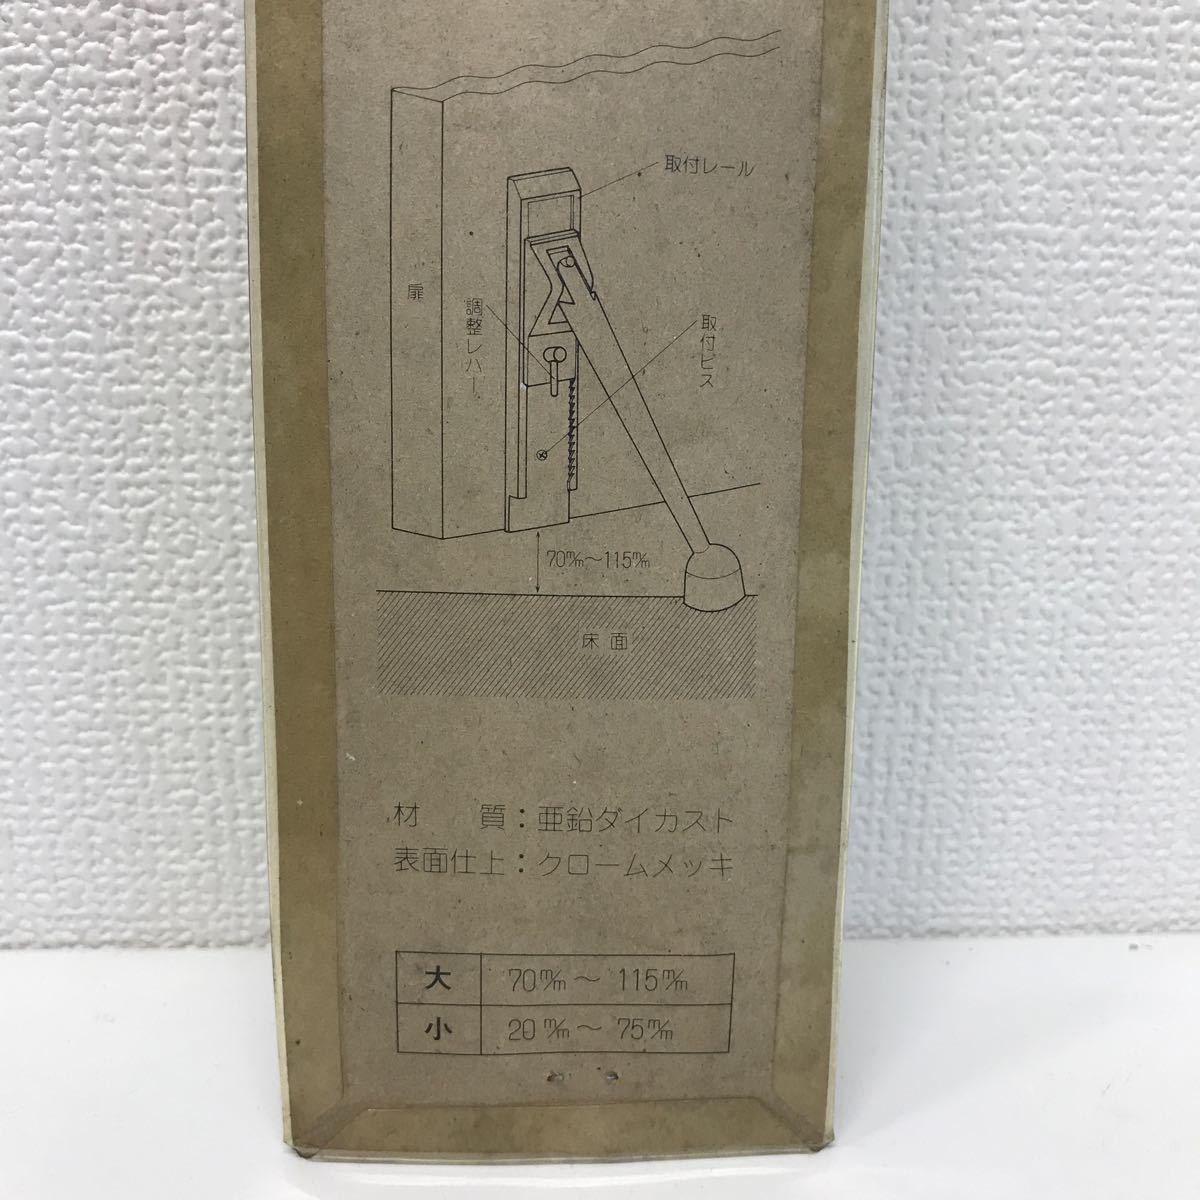 取付レール
扉
調整レバー
取付ビス
70㎜～115㎜
床面
材　質：亜鉛ダイカスト
表面仕上：クロームメッキ
大 70㎜～115㎜
小 20㎜～75㎜